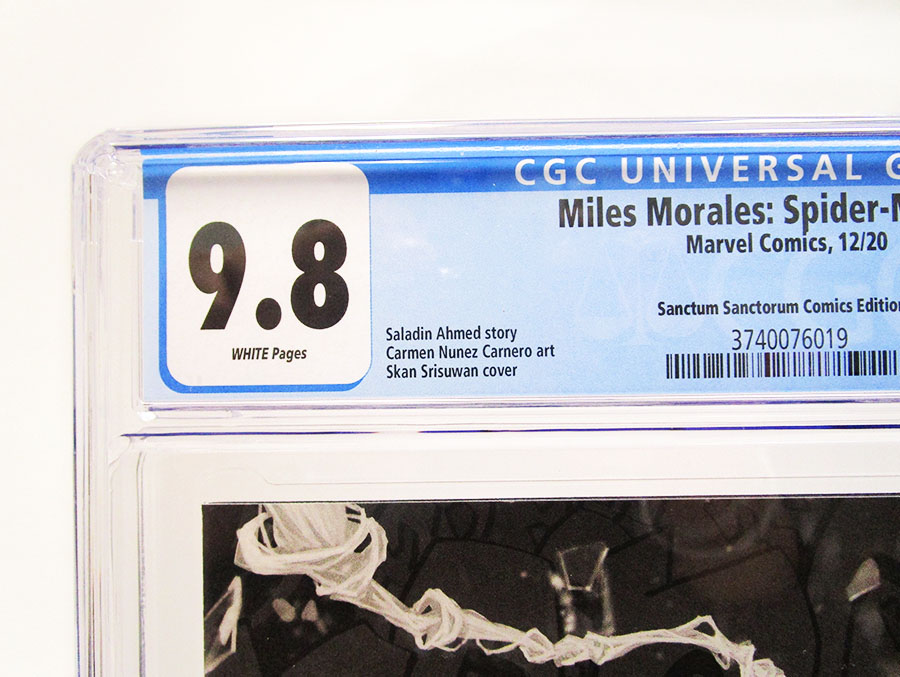 CGC UNIVERSAL G
9.8
WHITE Pages
Miles Morales: Spider-M
Marvel Comics, 12/20
Sanctum Sanctorum Comics Edition
3740076019
Saladin Ahmed story
Carmen Nunez Carnero art
Skan Srisuwan cover